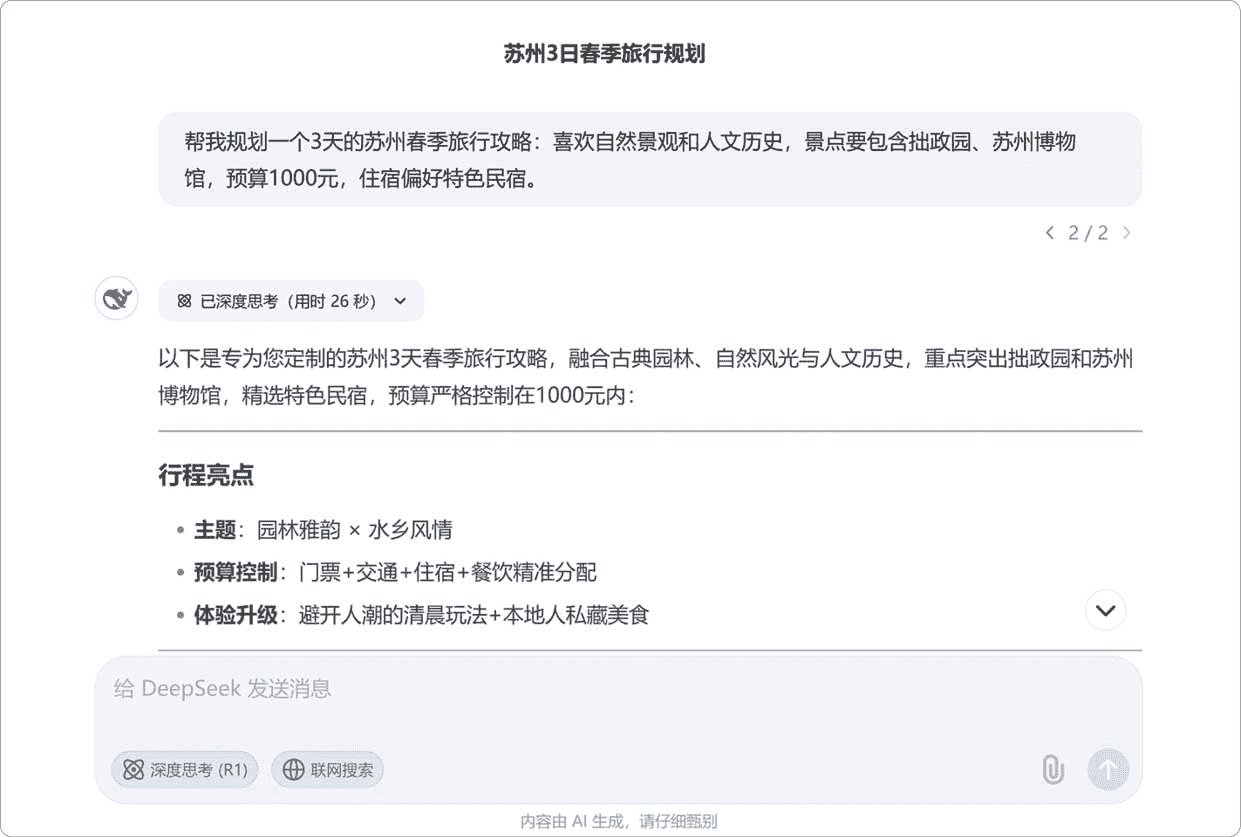 苏州3日春季旅行规划
帮我规划一个3天的苏州春季旅行攻略：喜欢自然景观和人文历史，景点要包含拙政园、苏州博物
馆，预算1000元，住宿偏好特色民宿。
2 / 2
已深度思考（用时 26 秒）
以下是专为您定制的苏州3天春季旅行攻略，融合古典园林、自然风光与人文历史，重点突出拙政园和苏州
博物馆，精选特色民宿，预算严格控制在1000元内：
行程亮点
• 主题：园林雅韵 × 水乡风情
• 预算控制：门票+交通+住宿+餐饮精准分配
• 体验升级：避开人潮的清晨玩法+本地人私藏美食
给 DeepSeek 发送消息
深度思考 (R1) 联网搜索
内容由 AI 生成，请仔细甄别